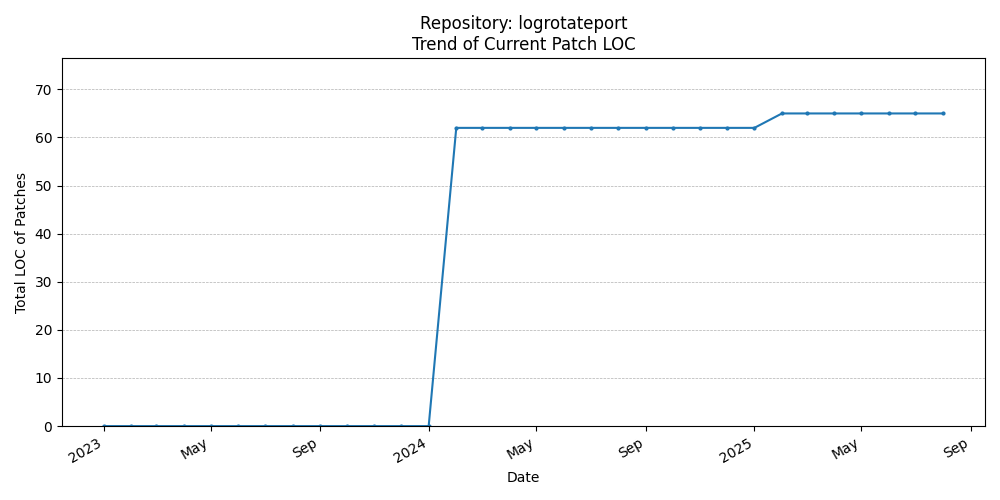 Repository: logrotateport
Trend of Current Patch LOC
Total LOC of Patches
70
60
50
40
30
20
10
0
2023
May
Sep
2024
May
Sep
2025
May
Sep
Date